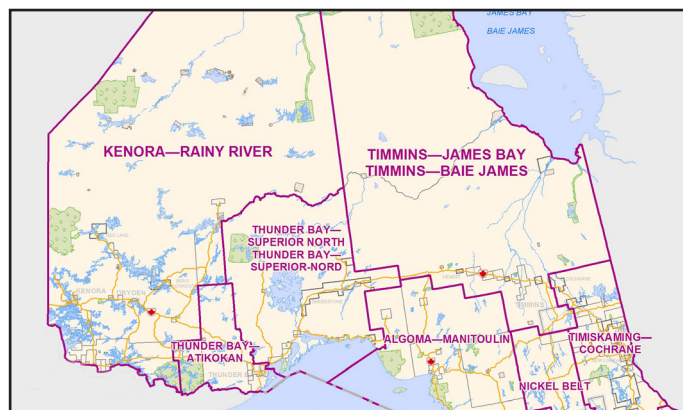 JAMES BAY
BAIE JAMES
KENORA—RAINY RIVER
TIMMINS—JAMES BAY
TIMMINS—BAIE JAMES
THUNDER BAY—
SUPERIOR NORTH
THUNDER BAY—
SUPERIOR-NORD
KENORA
DRYDEN
TIMMINS
THUNDER BAY—
ATIKOKAN
THUNDER
ALGOMA—MANITOULIN
TIMISKAMING—
COCHRANE
NICKEL BELT